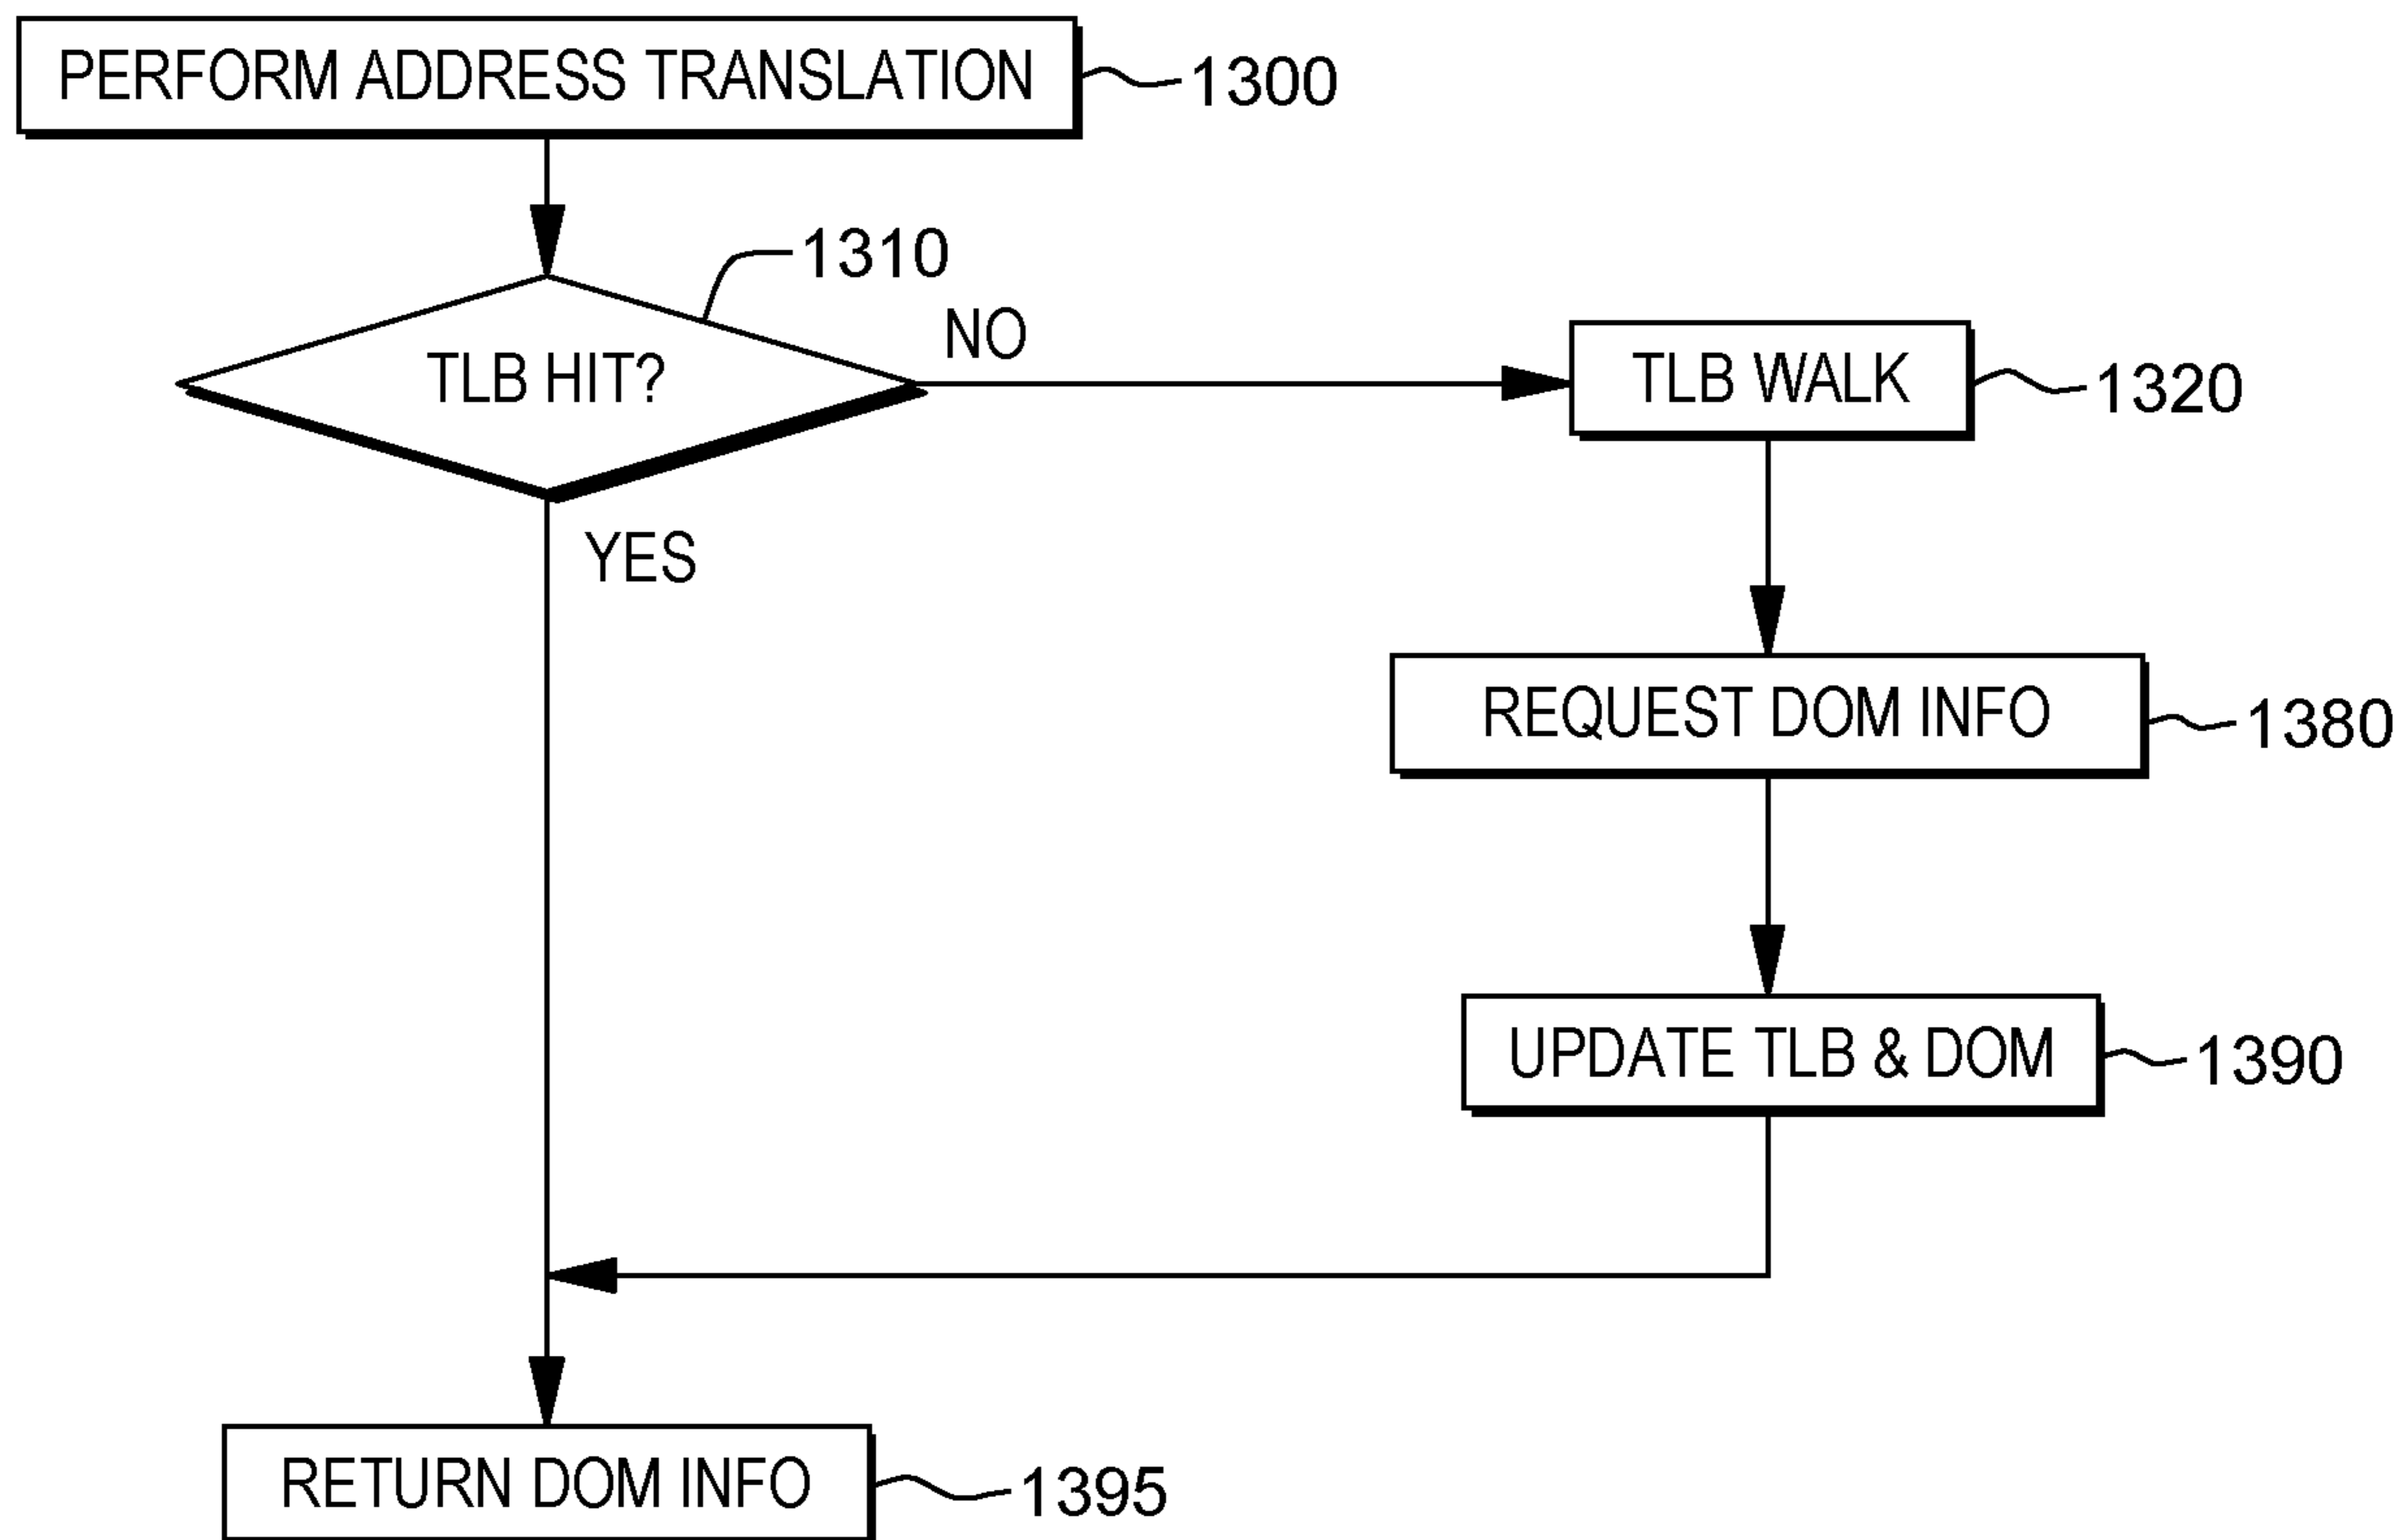 PERFORM ADDRESS TRANSLATION
1300
1310
TLB HIT?
NO
TLB WALK
1320
YES
REQUEST DOM INFO
1380
UPDATE TLB & DOM
1390
RETURN DOM INFO
1395